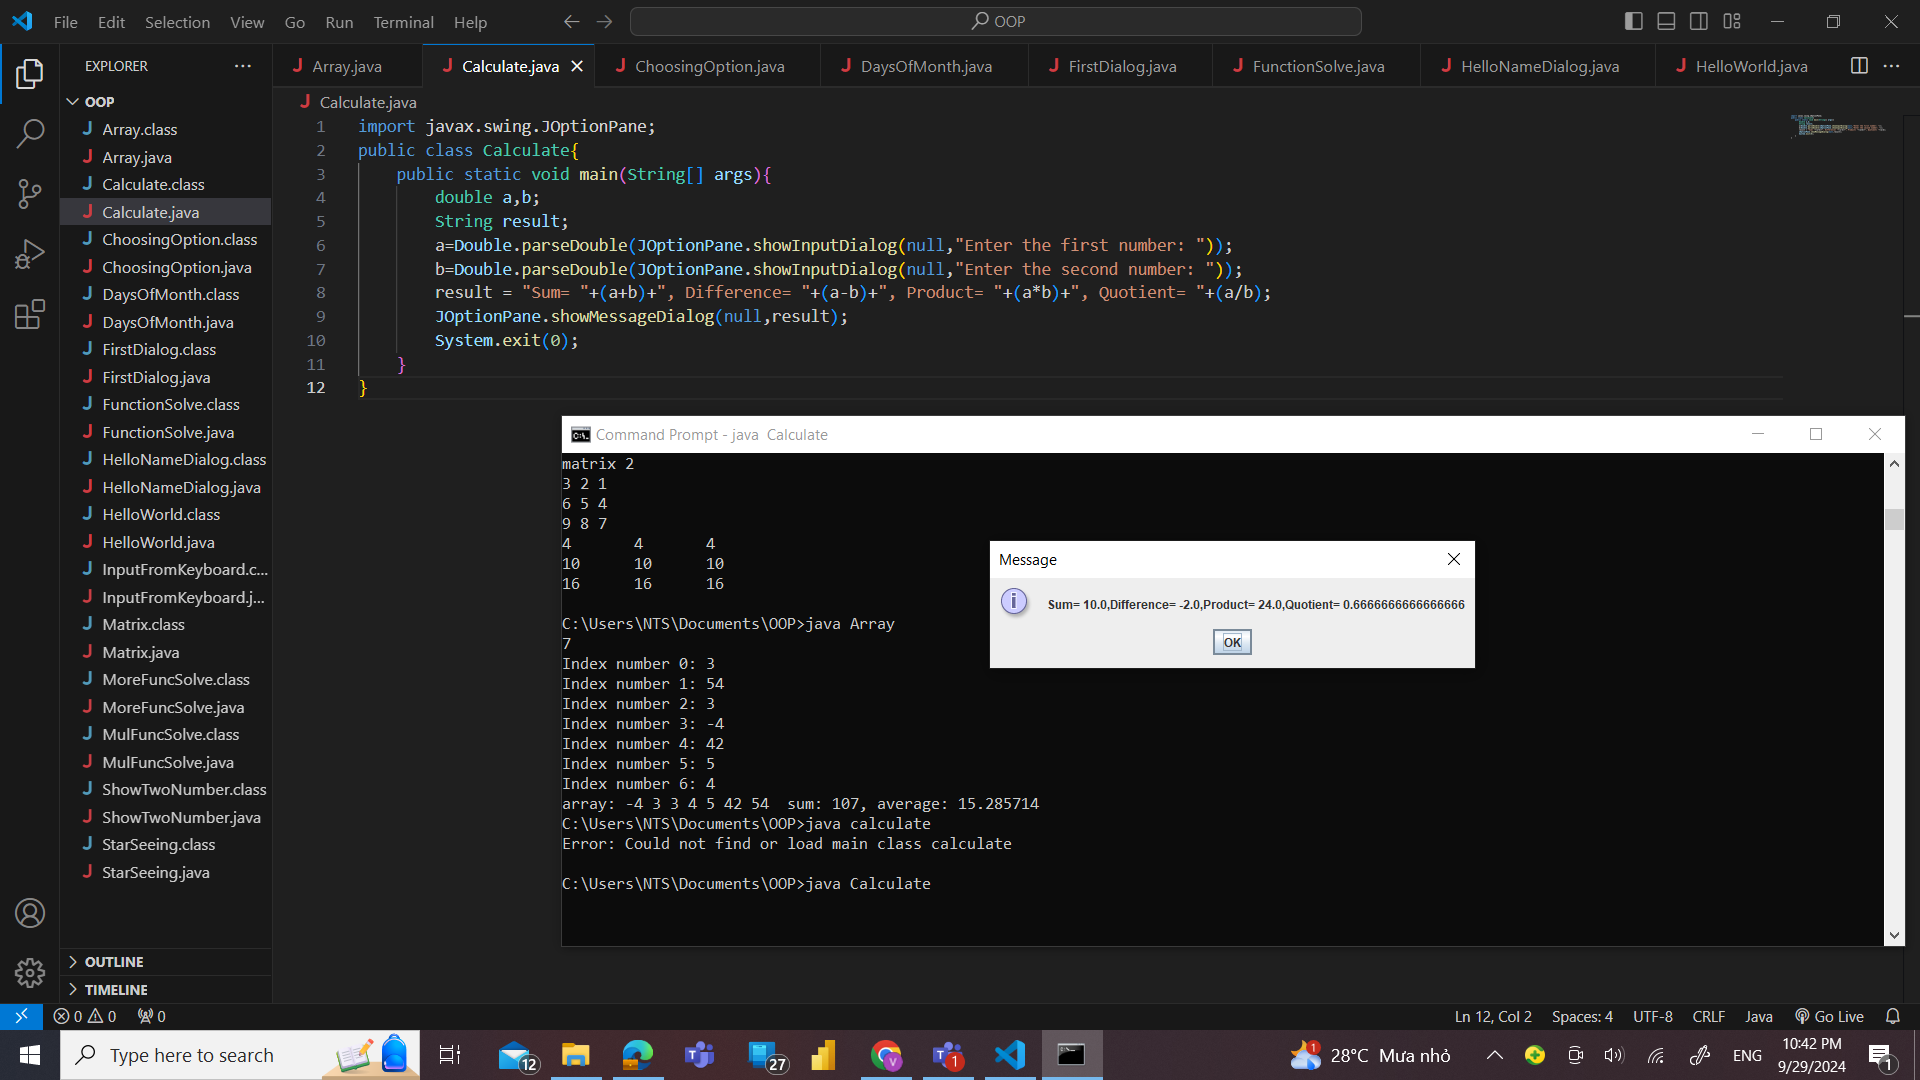 File Edit Selection View Go Run Terminal Help
OOP
EXPLORER
OOP
Array.class
Array.java
Calculate.class
Calculate.java
ChoosingOption.class
ChoosingOption.java
DaysOfMonth.class
DaysOfMonth.java
FirstDialog.class
FirstDialog.java
FunctionSolve.class
FunctionSolve.java
HelloNameDialog.class
HelloNameDialog.java
HelloWorld.class
HelloWorld.java
InputFromKeyboard.c...
InputFromKeyboard.j...
Matrix.class
Matrix.java
MoreFuncSolve.class
MoreFuncSolve.java
MulFuncSolve.class
MulFuncSolve.java
ShowTwoNumber.class
ShowTwoNumber.java
StarSeeing.class
StarSeeing.java
OUTLINE
TIMELINE
Array.java Calculate.java ChoosingOption.java DaysOfMonth.java FirstDialog.java FunctionSolve.java HelloNameDialog.java HelloWorld.java
Calculate.java
1 import javax.swing.JOptionPane;
2 public class Calculate{
3 public static void main(String[] args){
4 double a,b;
5 String result;
6 a=Double.parseDouble(JOptionPane.showInputDialog(null,"Enter the first number: "));
7 b=Double.parseDouble(JOptionPane.showInputDialog(null,"Enter the second number: "));
8 result = "Sum= "+(a+b)+", Difference= "+(a-b)+", Product= "+(a*b)+", Quotient= "+(a/b);
9 JOptionPane.showMessageDialog(null,result);
10 System.exit(0);
11 }
12 }
Command Prompt - java  Calculate
matrix 2
3 2 1
6 5 4
9 8 7
4 4 4
10 10 10
16 16 16
C:\Users\NTS\Documents\OOP>java Array
7
Index number 0: 3
Index number 1: 54
Index number 2: 3
Index number 3: -4
Index number 4: 42
Index number 5: 5
Index number 6: 4
array: -4 3 3 4 5 42 54  sum: 107, average: 15.285714
C:\Users\NTS\Documents\OOP>java calculate
Error: Could not find or load main class calculate
C:\Users\NTS\Documents\OOP>java Calculate
Message
Sum= 10.0,Difference= -2.0,Product= 24.0,Quotient= 0.6666666666666666
OK
0 0 0
Ln 12, Col 2 Spaces: 4 UTF-8 CRLF Java Go Live
Type here to search
12
27
1
1
28°C Mưa nhỏ
ENG
10:42 PM
9/29/2024
1